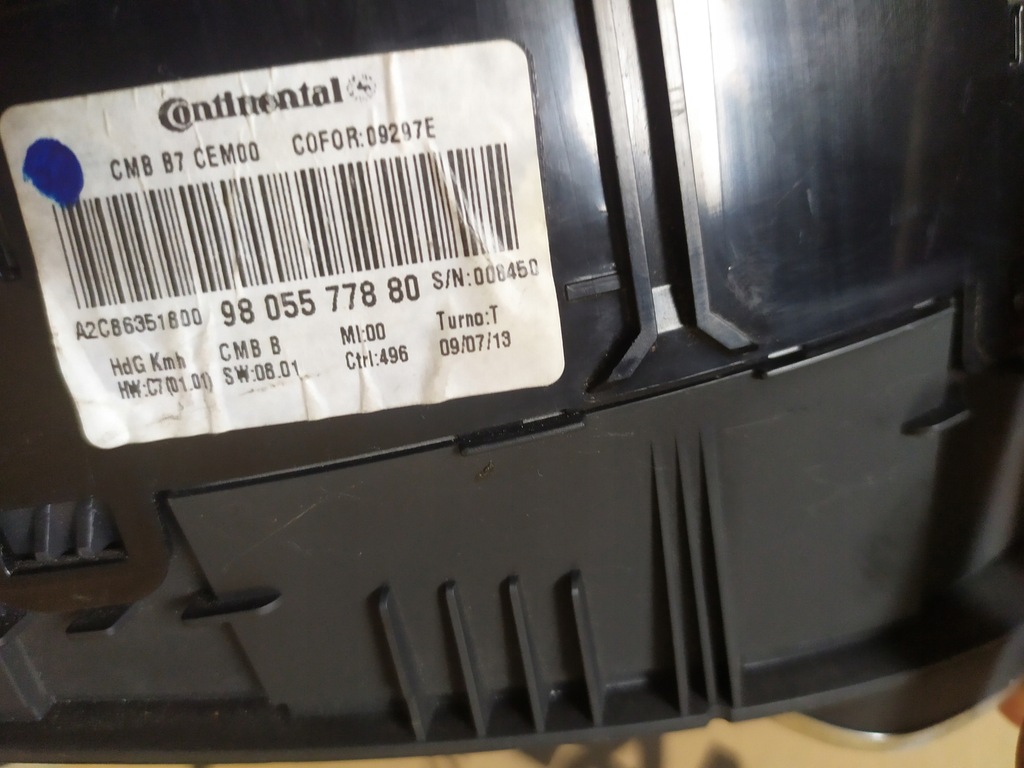 Continental
CMB B7 CEM00 COFOR:09297E
A2C86351800 98 055 778 80 S/N:008450
HdG Kmh CMB B MI:00 Turno:T
HW:C7(01.01) SW:08.01 Ctrl:496 09/07/13